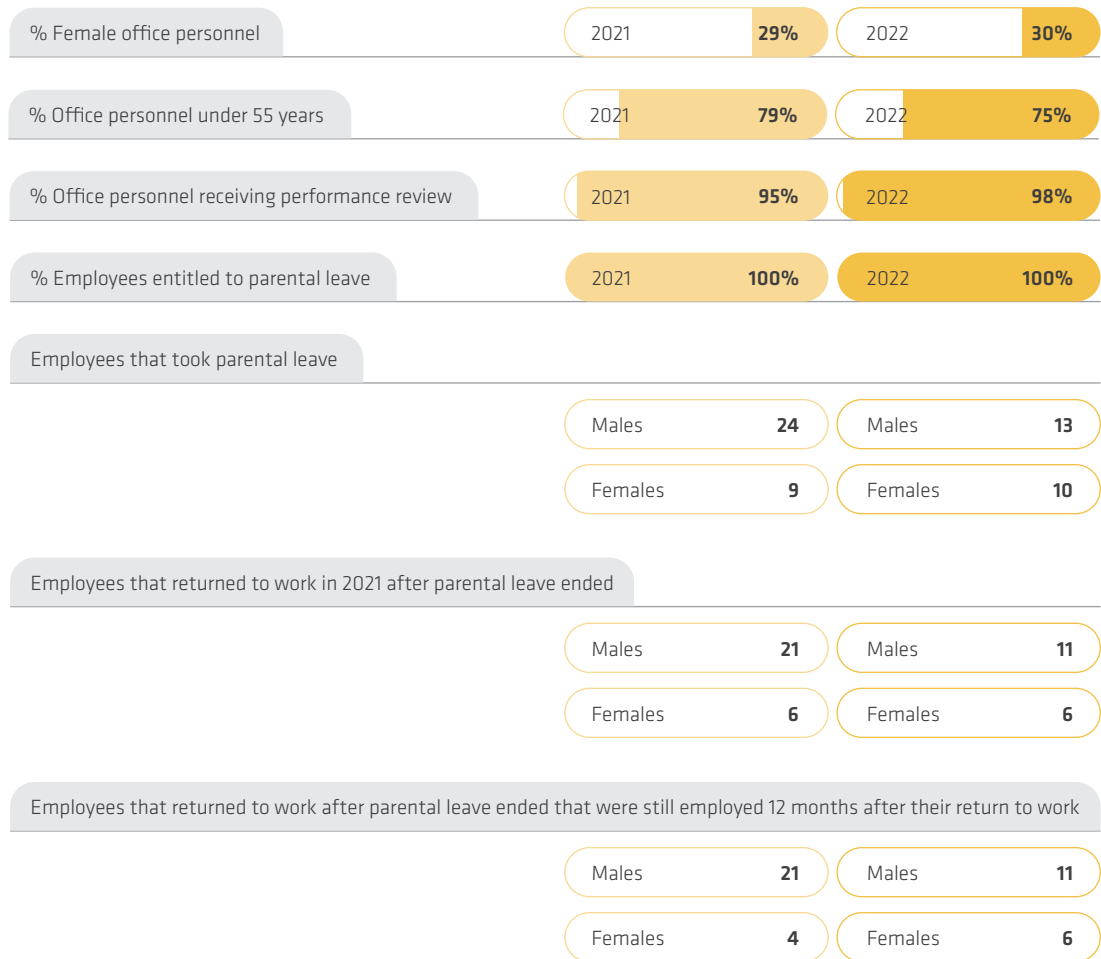 % Female office personnel 2021 29% 2022 30%
% Office personnel under 55 years 2021 79% 2022 75%
% Office personnel receiving performance review 2021 95% 2022 98%
% Employees entitled to parental leave 2021 100% 2022 100%
Employees that took parental leave
Males 24 Males 13
Females 9 Females 10
Employees that returned to work in 2021 after parental leave ended
Males 21 Males 11
Females 6 Females 6
Employees that returned to work after parental leave ended that were still employed 12 months after their return to work
Males 21 Males 11
Females 4 Females 6